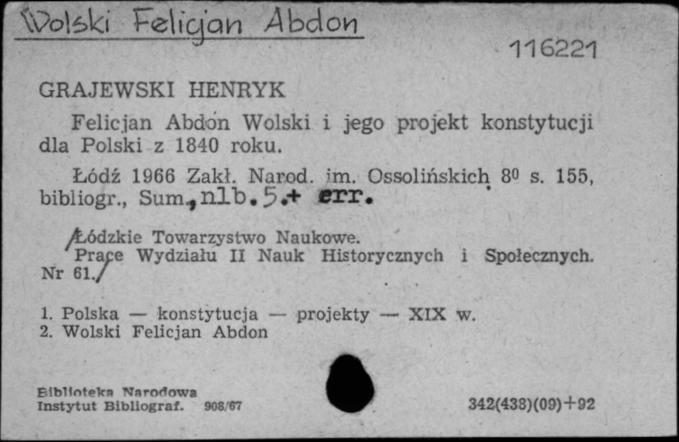 Wolski Felicjan Abdon
116221
GRAJEWSKI HENRYK
Felicjan Abdon Wolski i jego projekt konstytucji
dla Polski z 1840 roku.
Łódź 1966 Zakł. Narod. im. Ossolińskich 8⁰ s. 155,
bibliogr., Sum., nlb. 5.+ err.
/Łódzkie Towarzystwo Naukowe.
Prace Wydziału II Nauk Historycznych i Społecznych.
Nr 61./
1. Polska — konstytucja — projekty — XIX w.
2. Wolski Felicjan Abdon
Biblioteka Narodowa
Instytut Bibliograf. 908/67
342(438)(09)+92